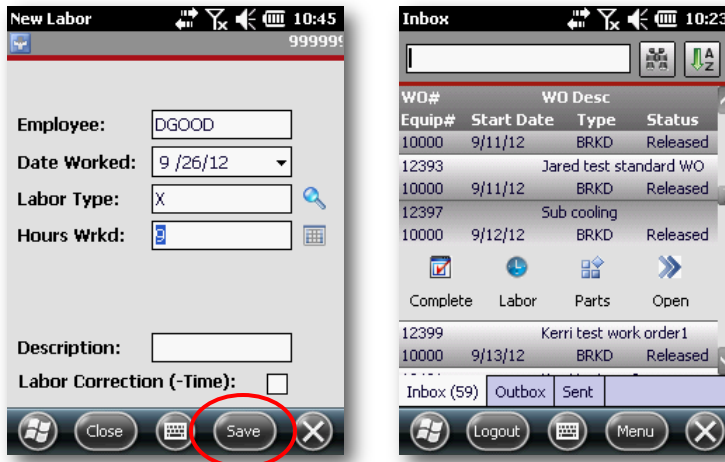 New Labor 10:45
999999
Employee: DGOOD
Date Worked: 9 /26/12
Labor Type: X
Hours Wrkd: 9
Description:
Labor Correction (-Time):
Close Save
Inbox 10:23
A
Z
WO# WO Desc
Equip# Start Date Type Status
10000 9/11/12 BRKD Released
12393 Jared test standard WO
10000 9/11/12 BRKD Released
12397 Sub cooling
10000 9/12/12 BRKD Released
Complete Labor Parts Open
12399 Kerri test work order1
10000 9/13/12 BRKD Released
Inbox (59) Outbox Sent
Logout Menu